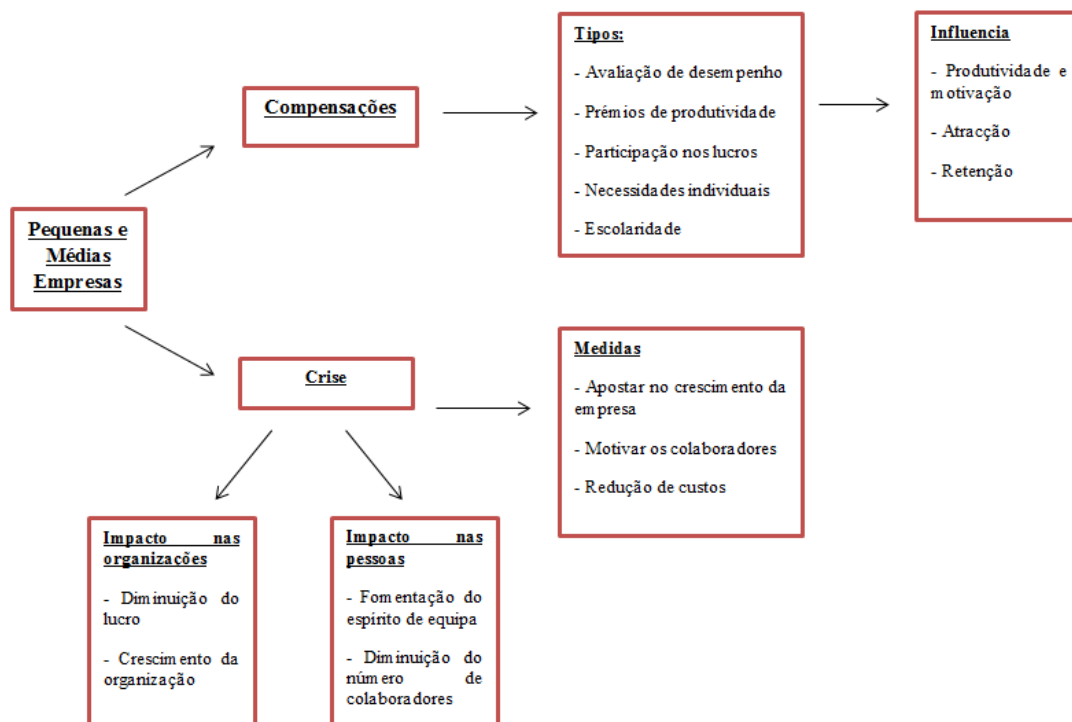 Pequenas e
Médias
Empresas
Compensações
Tipos:
- Avaliação de desempenho
- Prémios de produtividade
- Participação nos lucros
- Necessidades individuais
- Escolaridade
Influencia
- Produtividade e
motivação
- Atracção
- Retenção
Crise
Medidas
- Apostar no crescimento da
empresa
- Motivar os colaboradores
- Redução de custos
Impacto nas
organizações
- Diminuição do
lucro
- Crescimento da
organização
Impacto nas
pessoas
- Fomentação do
espírito de equipa
- Diminuição do
número de
colaboradores